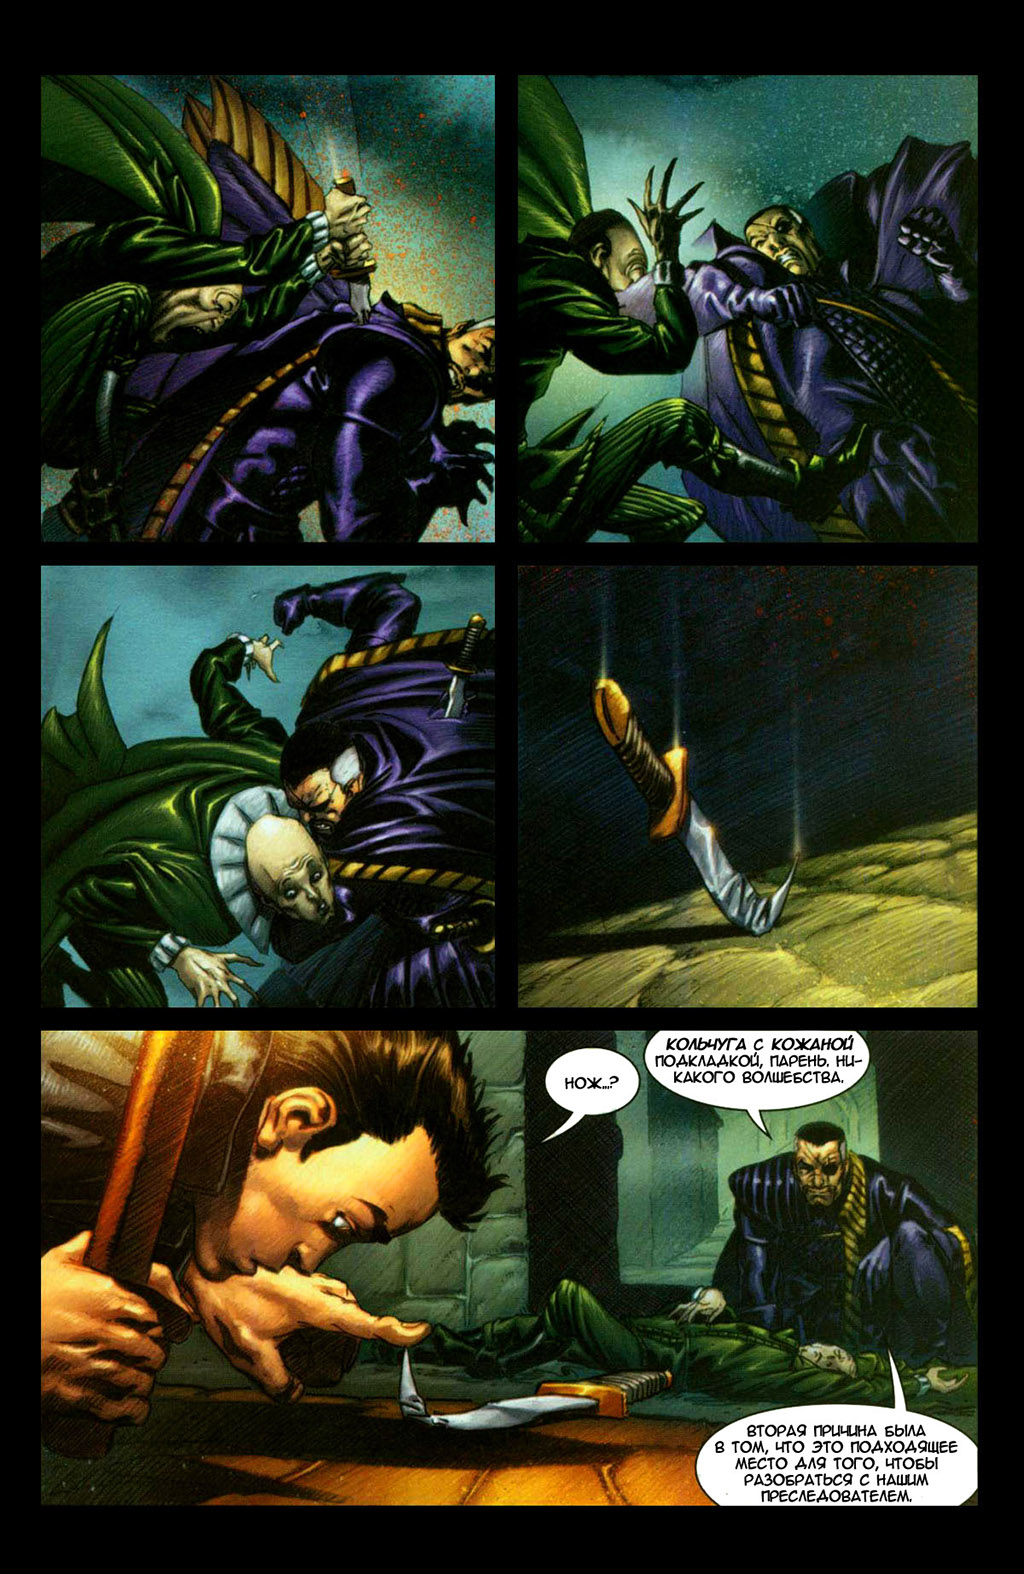 НОЖ...?
КОЛЬЧУГА С КОЖАНОЙ
ПОДКЛАДКОЙ, ПАРЕНЬ. НИ-
КАКОГО ВОЛШЕБСТВА.
ВТОРАЯ ПРИЧИНА БЫЛА
В ТОМ, ЧТО ЭТО ПОДХОДЯЩЕЕ
МЕСТО ДЛЯ ТОГО, ЧТОБЫ
РАЗОБРАТЬСЯ С НАШИМ
ПРЕСЛЕДОВАТЕЛЕМ.